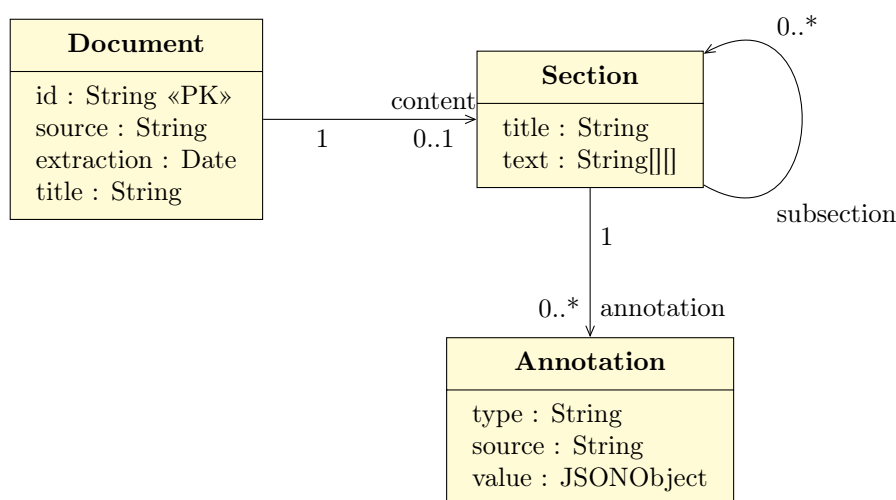 Document
id : String «PK»
source : String
extraction : Date
title : String
content
1
0..1
Section
title : String
text : String[][]
0..*
subsection
1
0..*
annotation
Annotation
type : String
source : String
value : JSONObject